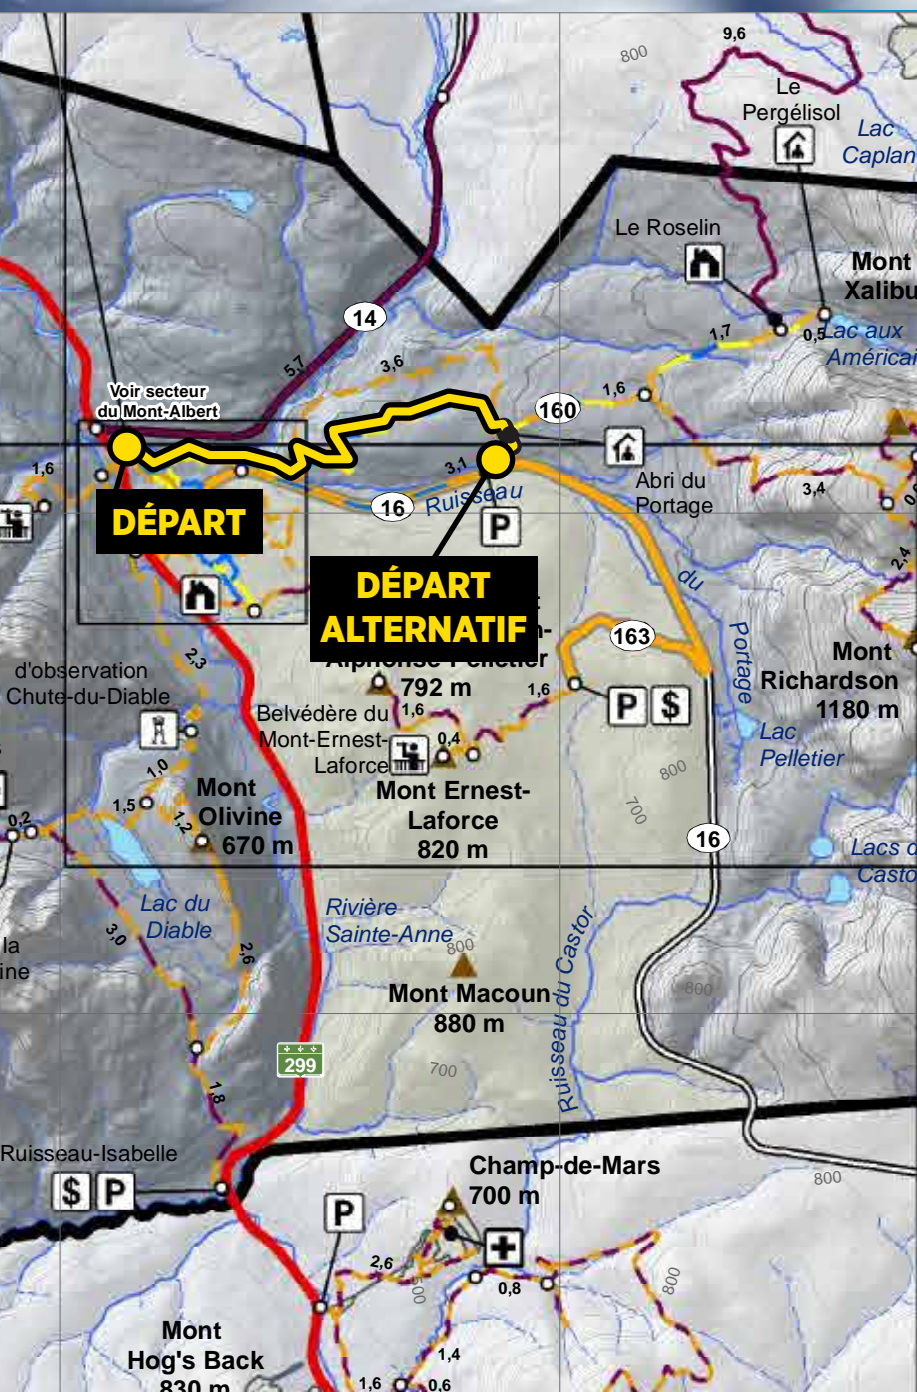 9,6
800
Le
Pergélisol
Lac
Caplan
Le Roselin
Mont
Xalibu
14
1,7
0,5
Lac aux
Américai
5,7
3,6
Voir secteur
du Mont-Albert
1,6
160
1,6
3,1
16
Ruisseau
Abri du
Portage
3,4
DÉPART
P
2,4
DÉPART
ALTERNATIF
du
Portage
163
Alphonse-Pelletier
792 m
2,3
d'observation
Chute-du-Diable
1,6
Mont
Richardson
1180 m
P $
Belvédère du
Mont-Ernest-
Laforce
1,6
0,4
Lac
Pelletier
800
1,0
Mont
Olivine
670 m
1,5
1,2
Mont Ernest-
Laforce
820 m
700
0,2
16
Lacs d
Casto
Lac du
Diable
3,0
Rivière
Sainte-Anne
2,6
800
Ruisseau du Castor
la
ine
Mont Macoun
880 m
800
299
700
1,8
Ruisseau-Isabelle
$ P
Champ-de-Mars
700 m
800
P
2,6
0,8
800
Mont
Hog's Back
830 m
1,4
1,6
0,6